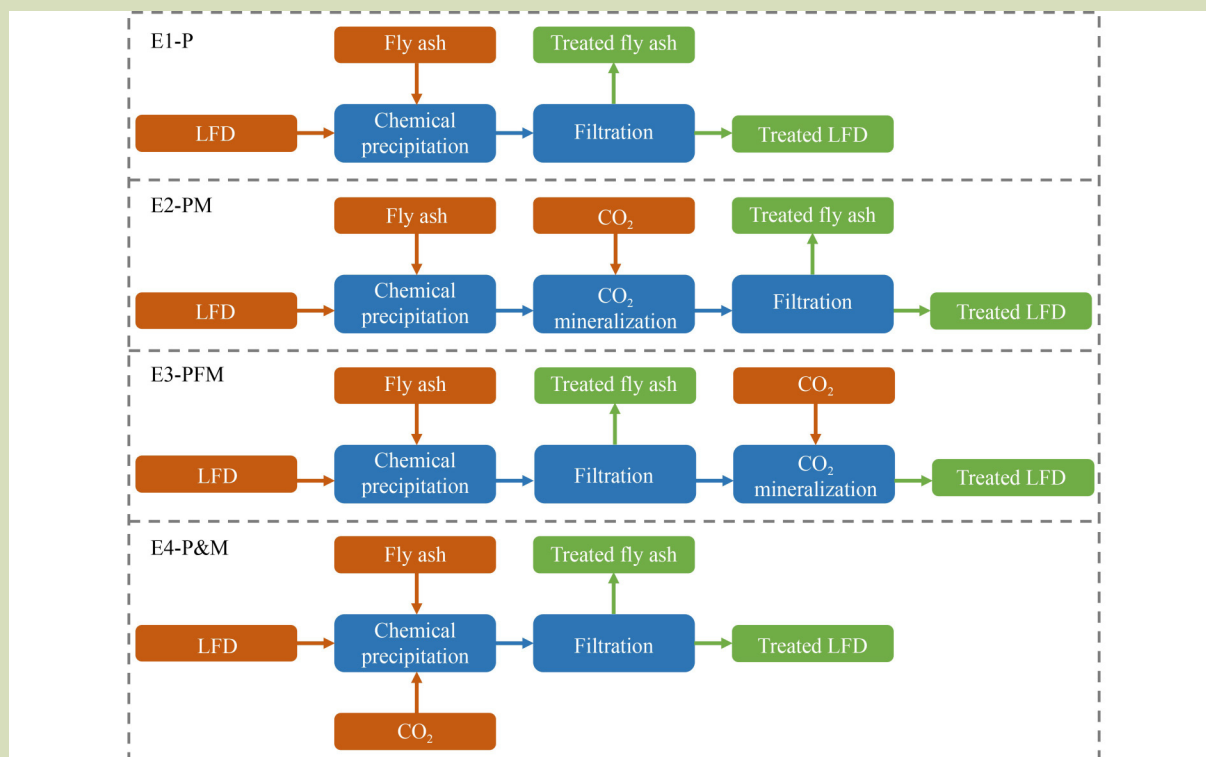 E1-P
Fly ash
Treated fly ash
LFD
Chemical
precipitation
Filtration
Treated LFD
E2-PM
Fly ash
CO₂
Treated fly ash
LFD
Chemical
precipitation
CO₂
mineralization
Filtration
Treated LFD
E3-PFM
Fly ash
Treated fly ash
CO₂
LFD
Chemical
precipitation
Filtration
CO₂
mineralization
Treated LFD
E4-P&M
Fly ash
Treated fly ash
LFD
Chemical
precipitation
Filtration
Treated LFD
CO₂